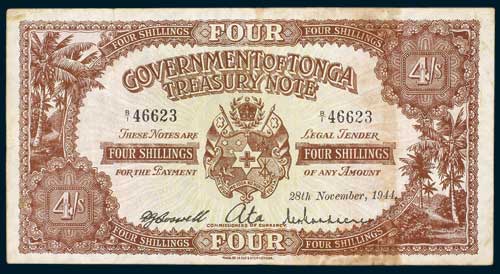 FOUR
FOUR SHILLINGS FOUR SHILLINGS
4/s 4/s
GOVERNMENT OF TONGA
TREASURY NOTE
B/1 46623 B/1 46623
THESE NOTES ARE LEGAL TENDER
FOUR SHILLINGS FOUR SHILLINGS
FOR THE PAYMENT OF ANY AMOUNT
28th November, 1944.
Ata
COMMISSIONERS OF CURRENCY
4/s
FOUR SHILLINGS FOUR SHILLINGS
FOUR